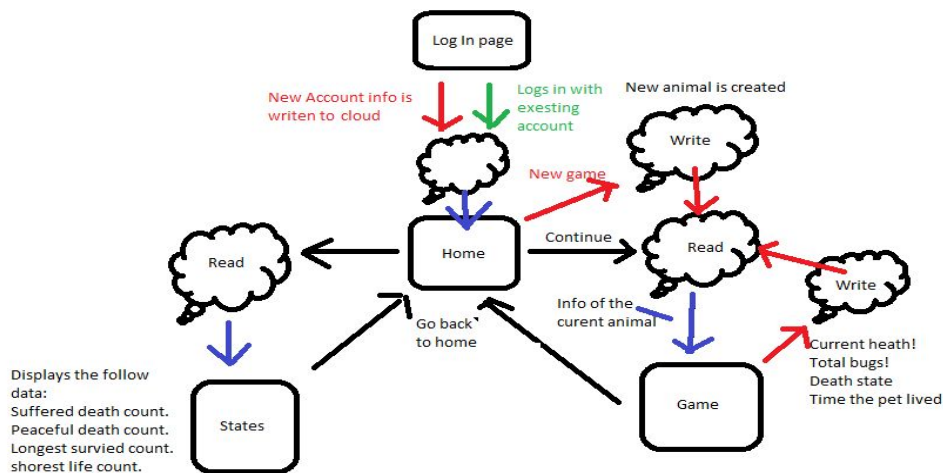 Log In page
New Account info is
writen to cloud
Logs in with
exesting
account
New animal is created
Write
New game
Read
Home
Continue
Read
Write
Info of the
curent animal
Go back
to home
Current heath!
Total bugs!
Death state
Time the pet lived
Displays the follow
data:
Suffered death count.
Peaceful death count.
Longest survied count.
shorest life count.
States
Game